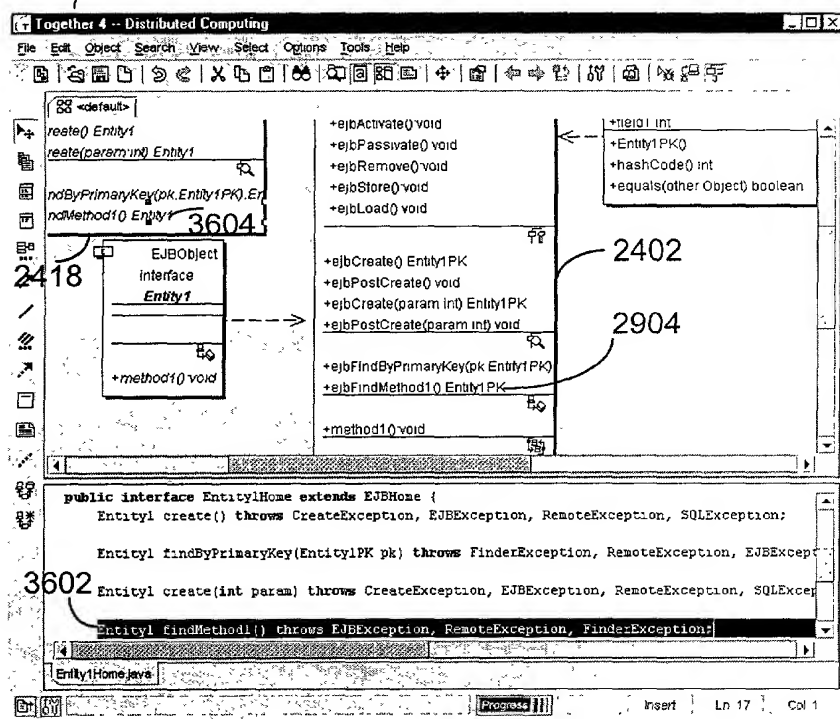 Together 4 -- Distributed Computing
File Edit Object Search View Select Options Tools Help
<default>
reate() Entity1
reate(param:int) Entity1
ndByPrimaryKey(pk.Entity1PK).En
ndMethod1() Entity1
3604
2418
EJBObject
interface
Entity1
+method1() void
+ejbActivate() void
+ejbPassivate() void
+ejbRemove() void
+ejbStore() void
+ejbLoad() void
+ejbCreate() Entity1PK
+ejbPostCreate() void
+ejbCreate(param int) Entity1PK
+ejbPostCreate(param int) void
+ejbFindByPrimaryKey(pk Entity1PK)
+ejbFindMethod1() Entity1PK
+method1() void
+field1 int
+Entity1PK()
+hashCode() int
+equals(other Object) boolean
2402
2904
public interface Entity1Home extends EJBHome {
Entity1 create() throws CreateException, EJBException, RemoteException, SQLException;
Entity1 findByPrimaryKey(Entity1PK pk) throws FinderException, RemoteException, EJBExcept
Entity1 create(int param) throws CreateException, EJBException, RemoteException, SQLExcep
3602
Entity1 findMethod1() throws EJBException, RemoteException, FinderException;
Entity1Home.java
Progress Insert Ln 17 Col 1